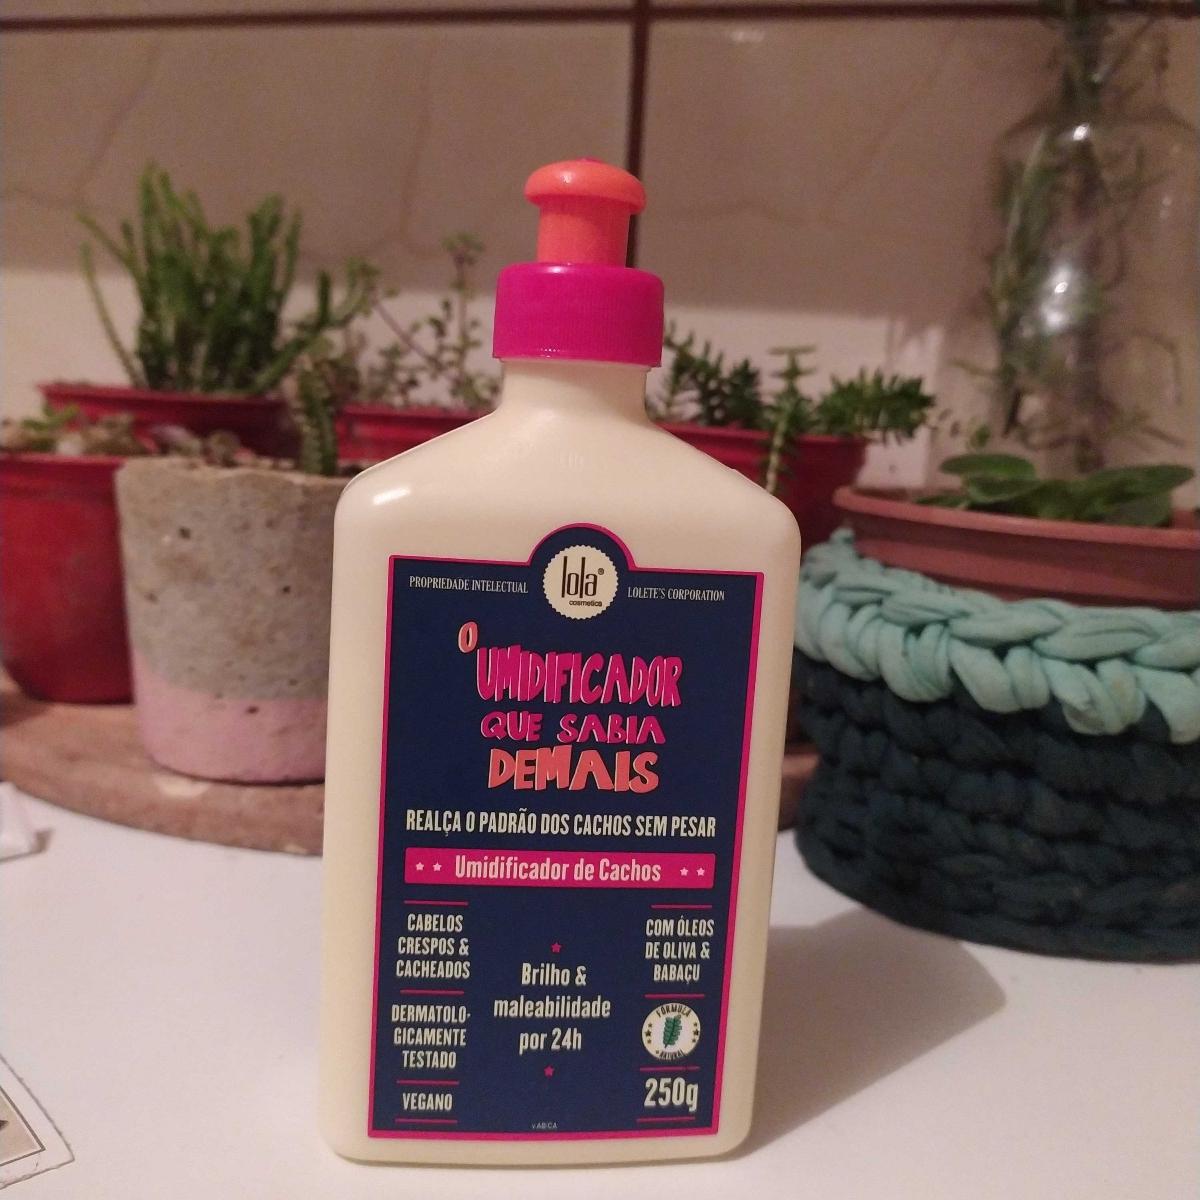 PROPRIEDADE INTELECTUAL
lola®
cosmetics
LOLETE'S CORPORATION
O
UMIDIFICADOR
QUE SABIA
DEMAIS
REALÇA O PADRÃO DOS CACHOS SEM PESAR
Umidificador de Cachos
CABELOS
CRESPOS &
CACHEADOS
DERMATOLO-
GICAMENTE
TESTADO
VEGANO
Brilho &
maleabilidade
por 24h
COM ÓLEOS
DE OLIVA &
BABAÇU
FÓRMULA
NATURAL
250g